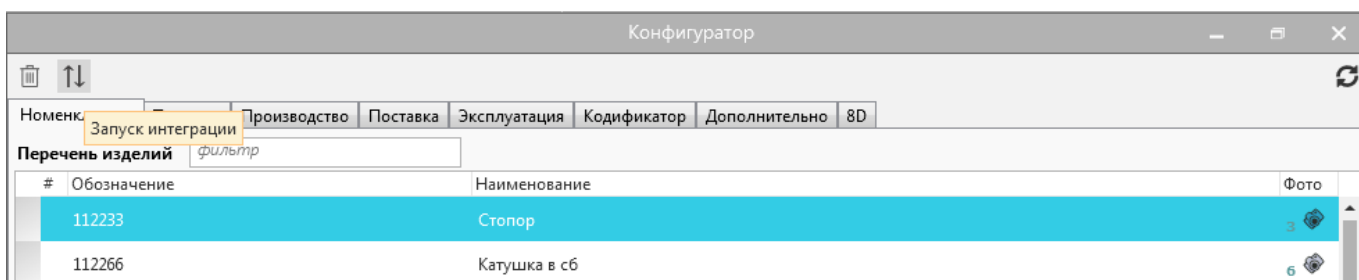 Конфигуратор
Номенк
Производство Поставка Эксплуатация Кодификатор Дополнительно 8D
Запуск интеграции
Перечень изделий фильтр
# Обозначение Наименование Фото
112233 Стопор 3
112266 Катушка в сб 6